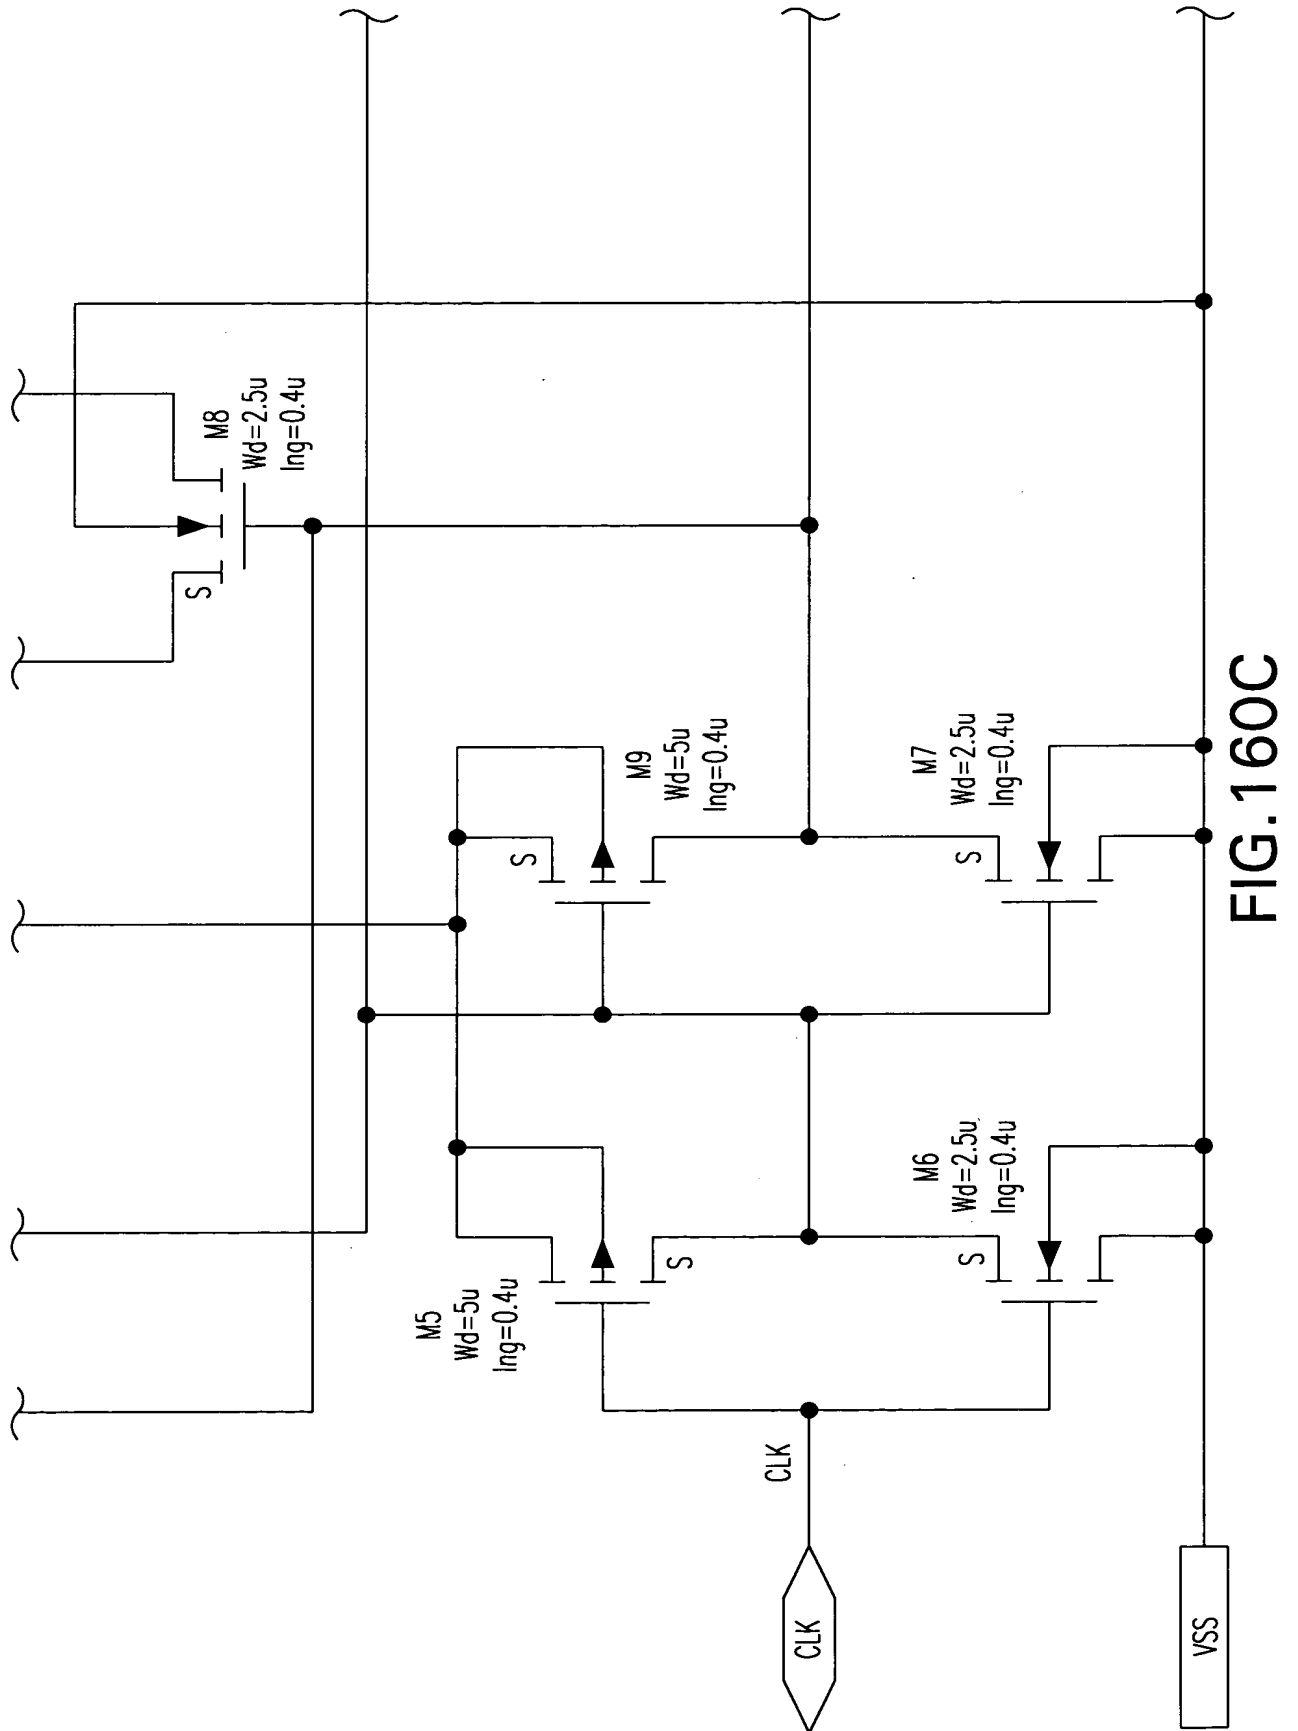 M8
Wd=2.5u
lng=0.4u
S
M9
Wd=5u
lng=0.4u
S
M7
Wd=2.5u
lng=0.4u
S
M5
Wd=5u
lng=0.4u
S
M6
Wd=2.5u
lng=0.4u
S
CLK
CLK
VSS
FIG.160C